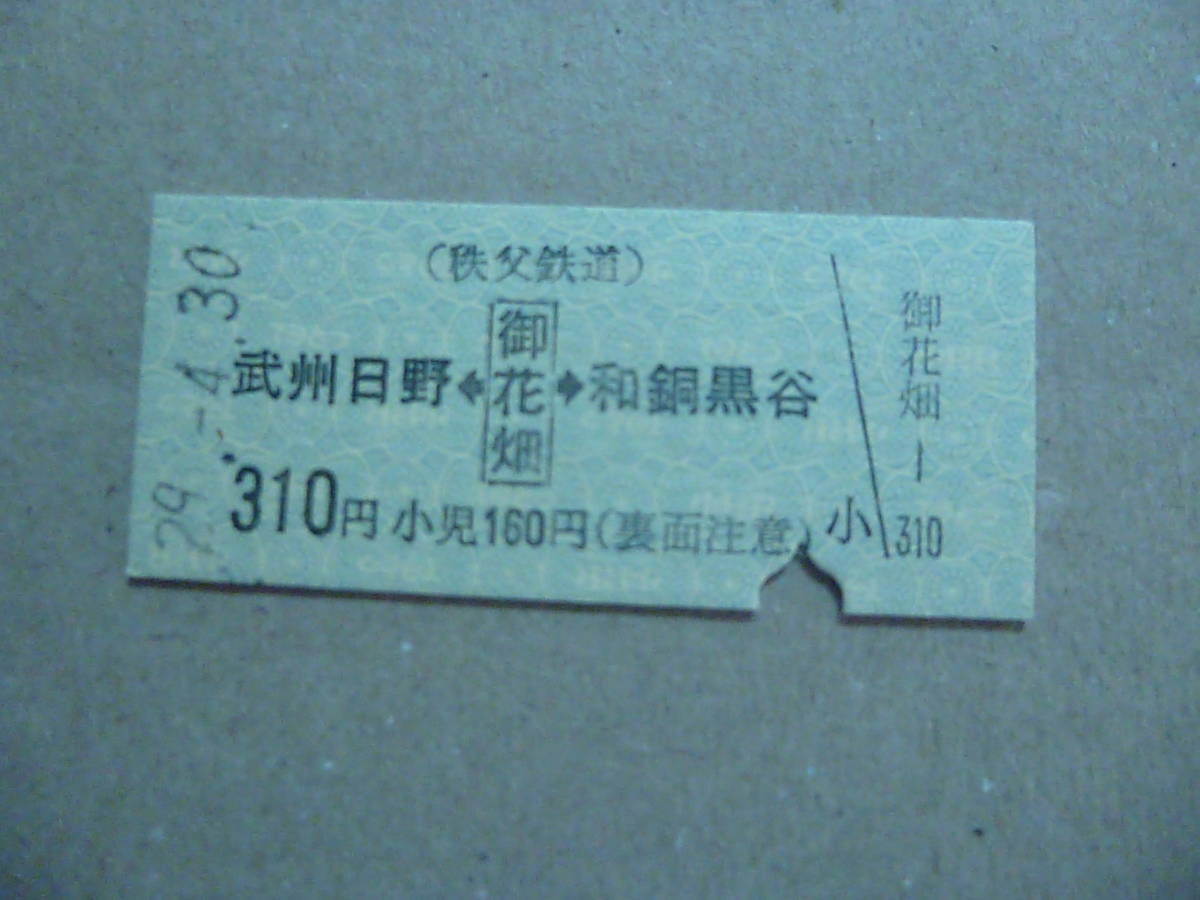 29.-4.30
(秩父鉄道)
武州日野←御花畑→和銅黒谷
310円 小児160円(裏面注意)
小
御花畑ー
310